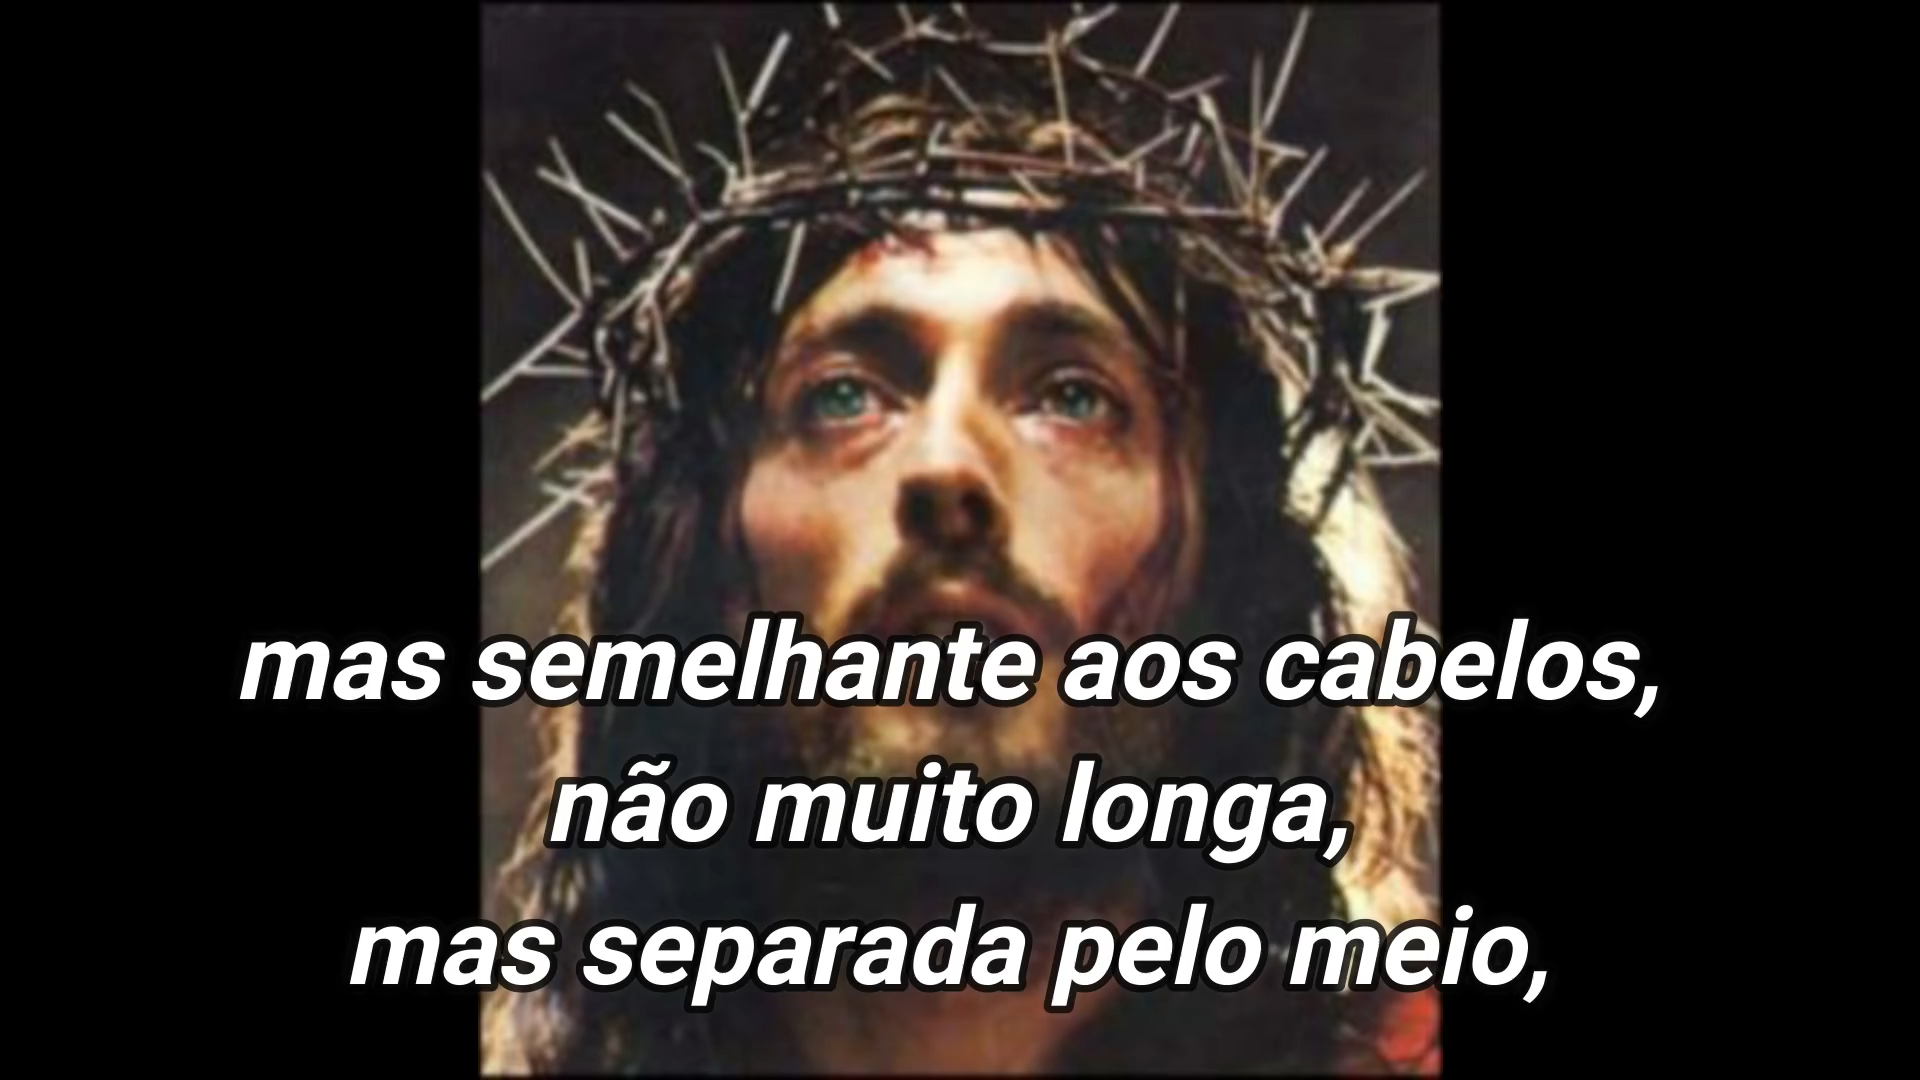 mas semelhante aos cabelos,
não muito longa,
mas separada pelo meio,